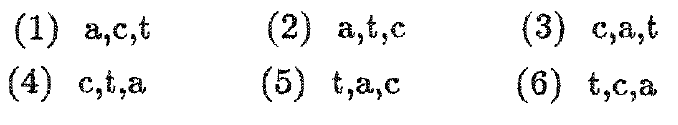 (1) a,c,t (2) a,t,c (3) c,a,t
(4) c,t,a (5) t,a,c (6) t,c,a